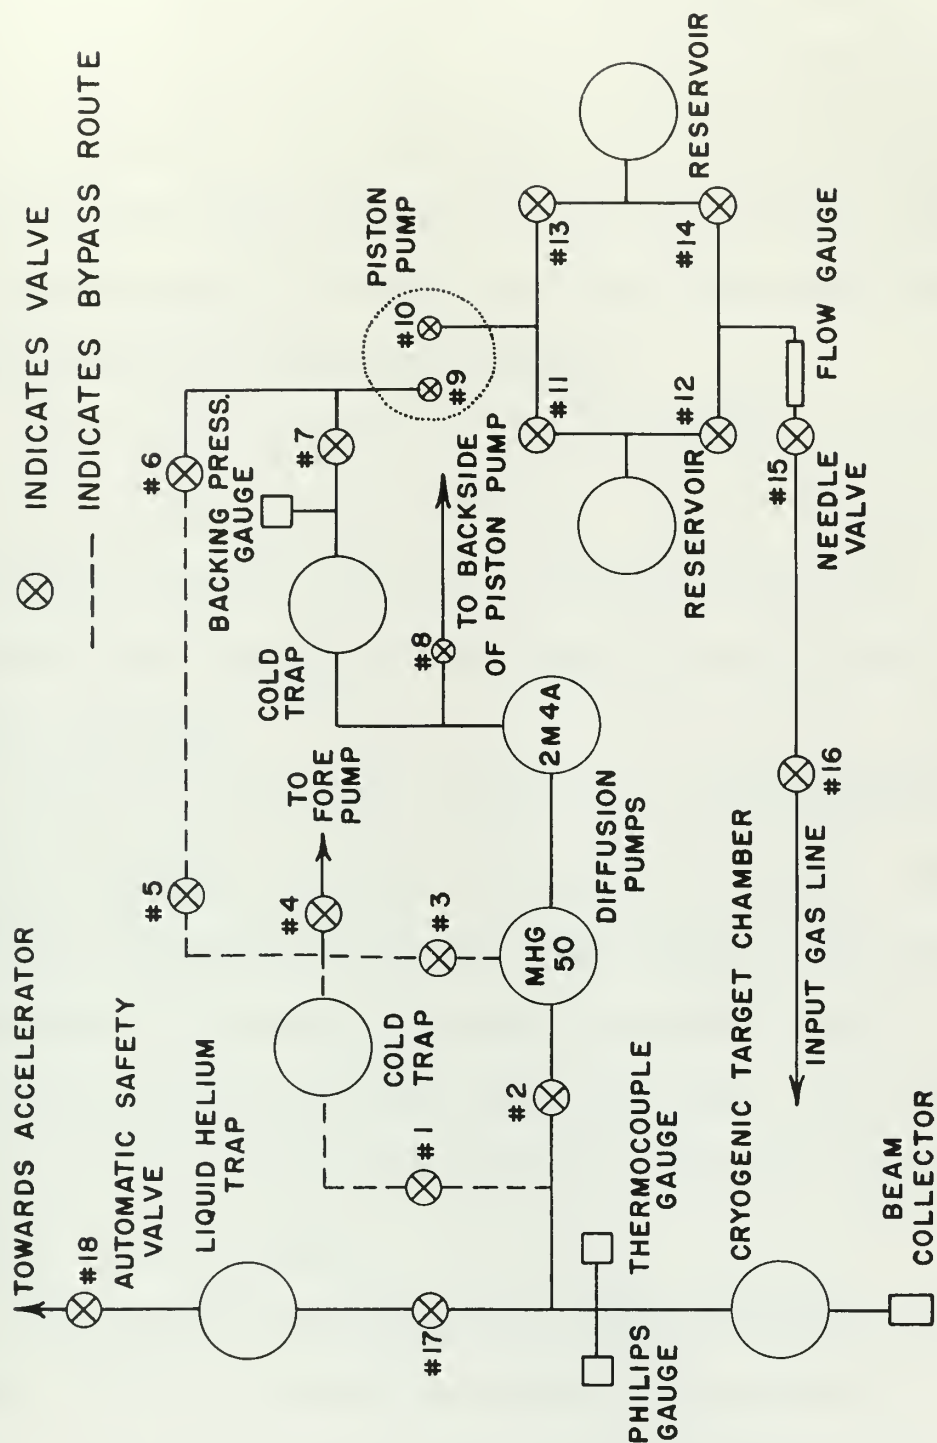 INDICATES VALVE
INDICATES BYPASS ROUTE
TOWARDS ACCELERATOR
#18
AUTOMATIC SAFETY
VALVE
LIQUID HELIUM
TRAP
#17
#1
COLD
TRAP
#4
TO
FORE
PUMP
#5
#6
#3
#2
MHG
50
DIFFUSION
PUMPS
2M4A
COLD
TRAP
BACKING PRESS.
GAUGE
#7
#8
TO BACKSIDE
OF PISTON PUMP
PISTON
PUMP
#9
#10
#11
#13
RESERVOIR
RESERVOIR
#12
#14
FLOW GAUGE
#15
NEEDLE
VALVE
#16
INPUT GAS LINE
THERMOCOUPLE
GAUGE
PHILIPS
GAUGE
CRYOGENIC TARGET CHAMBER
BEAM
COLLECTOR